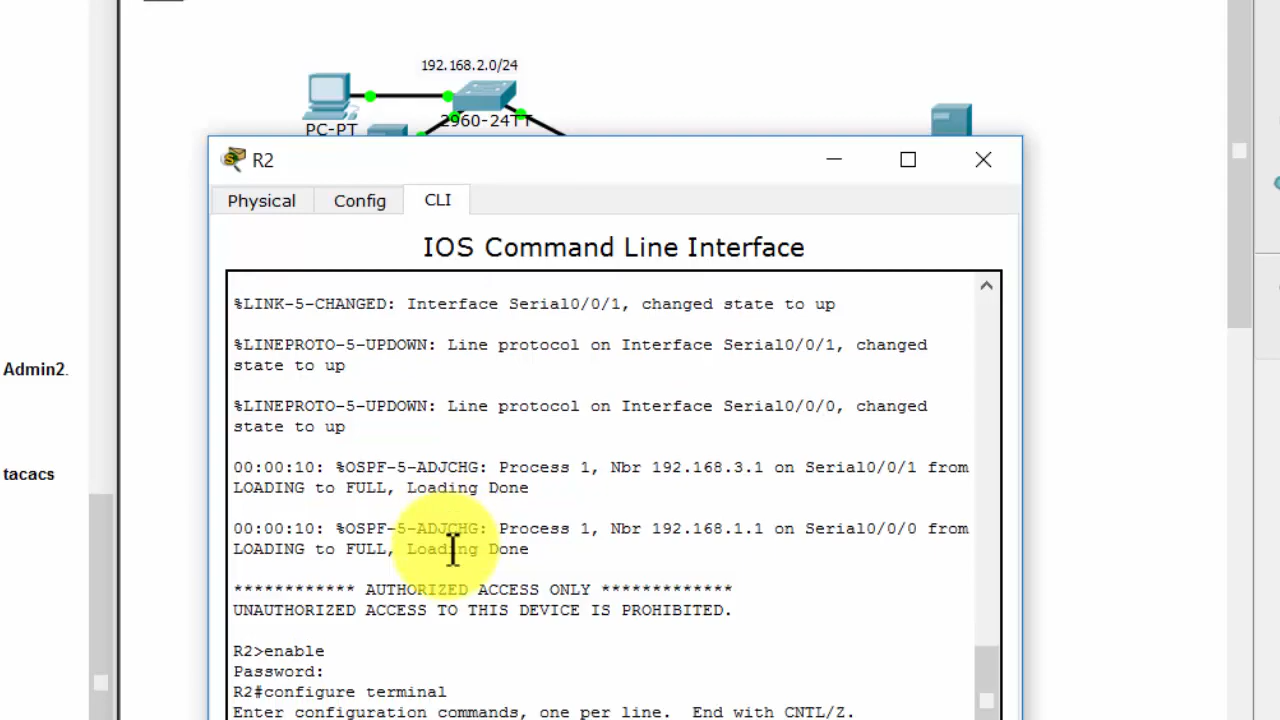 192.168.2.0/24
PC-PT
2960-24TT
R2
Physical
Config
CLI
IOS Command Line Interface
%LINK-5-CHANGED: Interface Serial0/0/1, changed state to up
%LINEPROTO-5-UPDOWN: Line protocol on Interface Serial0/0/1, changed
state to up
%LINEPROTO-5-UPDOWN: Line protocol on Interface Serial0/0/0, changed
state to up
00:00:10: %OSPF-5-ADJCHG: Process 1, Nbr 192.168.3.1 on Serial0/0/1 from
LOADING to FULL, Loading Done
00:00:10: %OSPF-5-ADJCHG: Process 1, Nbr 192.168.1.1 on Serial0/0/0 from
LOADING to FULL, Loading Done
************ AUTHORIZED ACCESS ONLY *************
UNAUTHORIZED ACCESS TO THIS DEVICE IS PROHIBITED.
R2>enable
Password:
R2#configure terminal
Enter configuration commands, one per line.  End with CNTL/Z.
Admin2.
tacacs